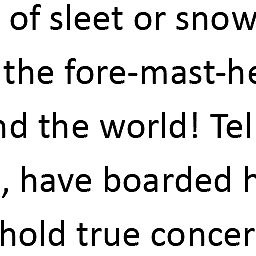 of sleet or snow
the fore-mast-he
nd the world! Tel
, have boarded h
hold true concer